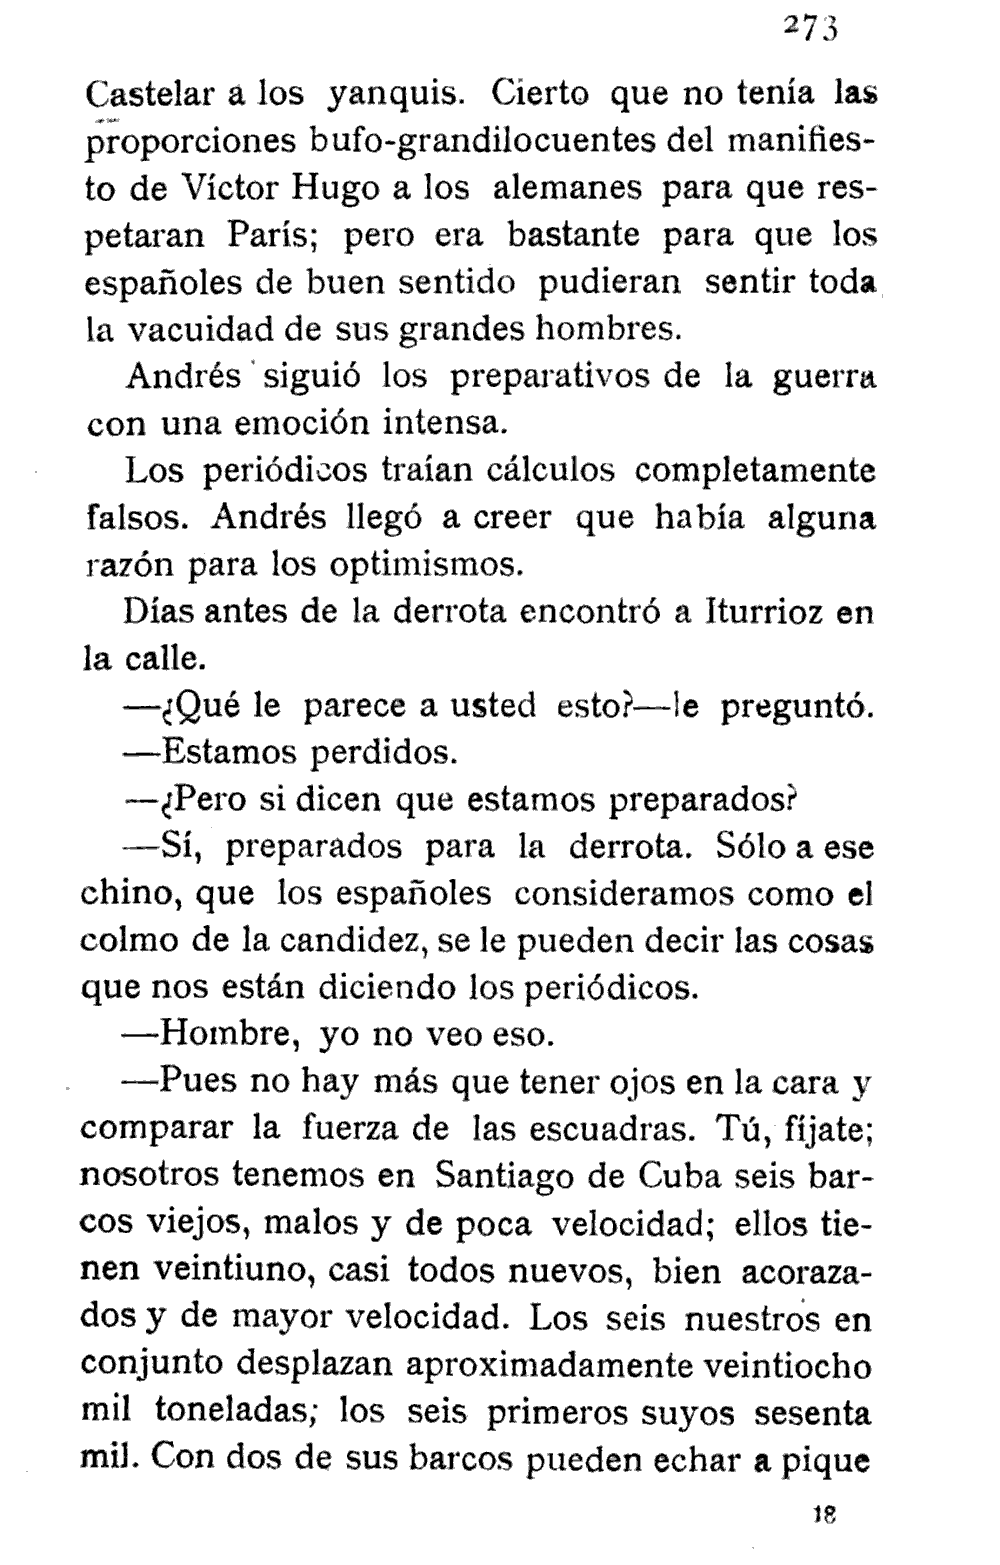 273
Castelar a los yanquis. Cierto que no tenía las
proporciones bufo-grandilocuentes del manifies-
to de Víctor Hugo a los alemanes para que res-
petaran París; pero era bastante para que los
españoles de buen sentido pudieran sentir toda
la vacuidad de sus grandes hombres.
Andrés siguió los preparativos de la guerra
con una emoción intensa.
Los periódicos traían cálculos completamente
falsos. Andrés llegó a creer que había alguna
razón para los optimismos.
Días antes de la derrota encontró a Iturrioz en
la calle.
—¿Qué le parece a usted esto?—le preguntó.
—Estamos perdidos.
—¿Pero si dicen que estamos preparados?
—Sí, preparados para la derrota. Sólo a ese
chino, que los españoles consideramos como el
colmo de la candidez, se le pueden decir las cosas
que nos están diciendo los periódicos.
—Hombre, yo no veo eso.
—Pues no hay más que tener ojos en la cara y
comparar la fuerza de las escuadras. Tú, fíjate;
nosotros tenemos en Santiago de Cuba seis bar-
cos viejos, malos y de poca velocidad; ellos tie-
nen veintiuno, casi todos nuevos, bien acoraza-
dos y de mayor velocidad. Los seis nuestros en
conjunto desplazan aproximadamente veintiocho
mil toneladas; los seis primeros suyos sesenta
mil. Con dos de sus barcos pueden echar a pique
18